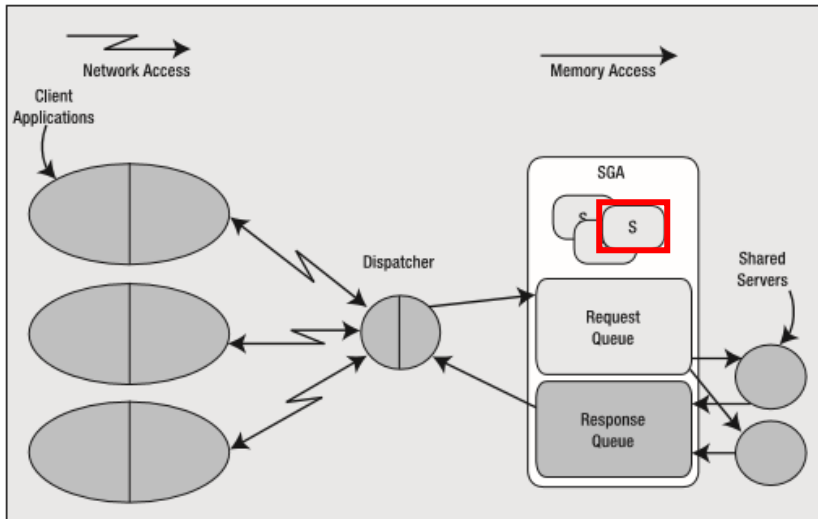 Network Access
Memory Access
Client
Applications
SGA
S
S
Dispatcher
Shared
Servers
Request
Queue
Response
Queue